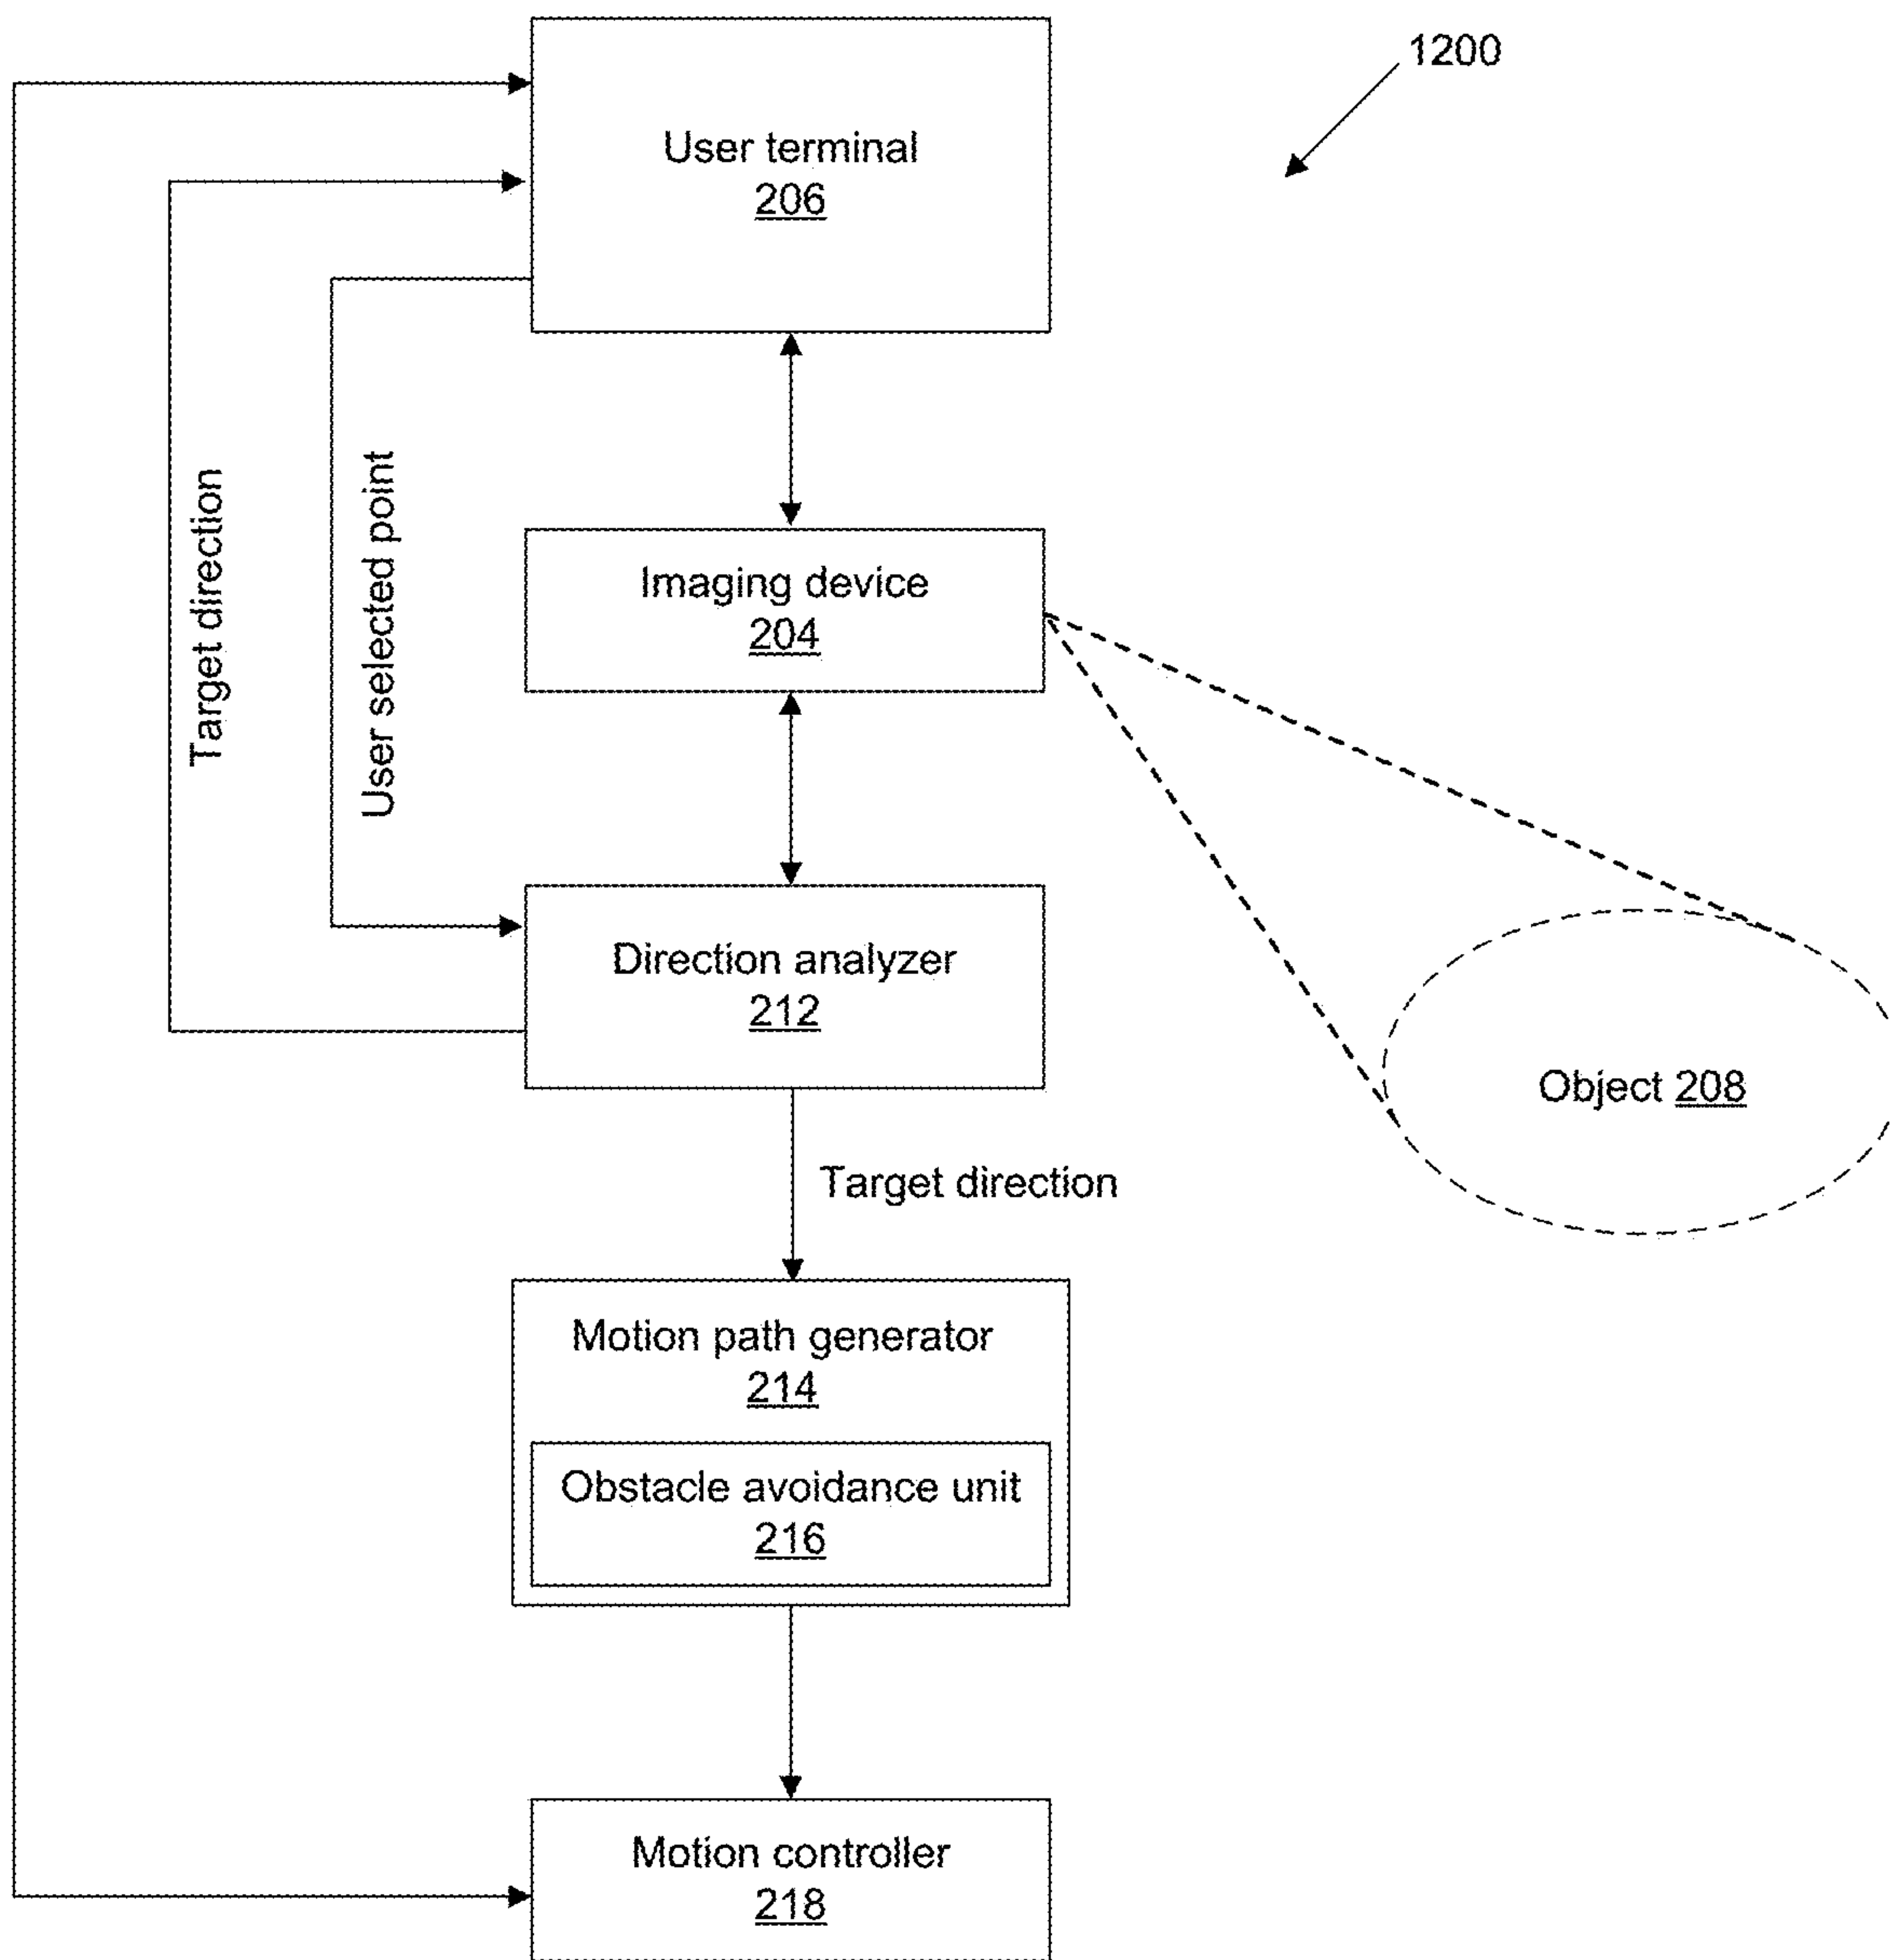 1200
User terminal
206
Target direction
User selected point
Imaging device
204
Direction analyzer
212
Object 208
Target direction
Motion path generator
214
Obstacle avoidance unit
216
Motion controller
218